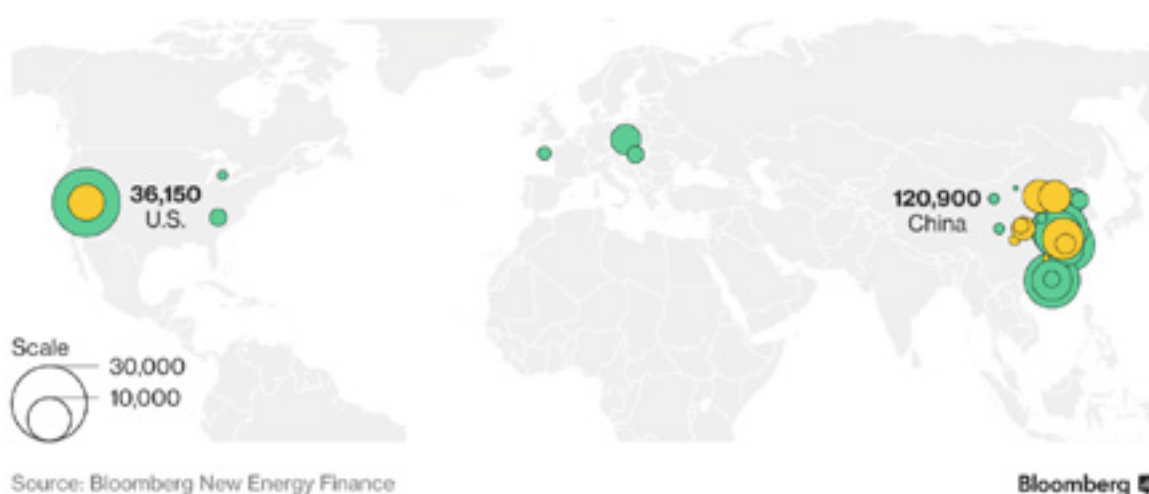 36,150
U.S.
120,900
China
Scale
30,000
10,000
Source: Bloomberg New Energy Finance
Bloomberg